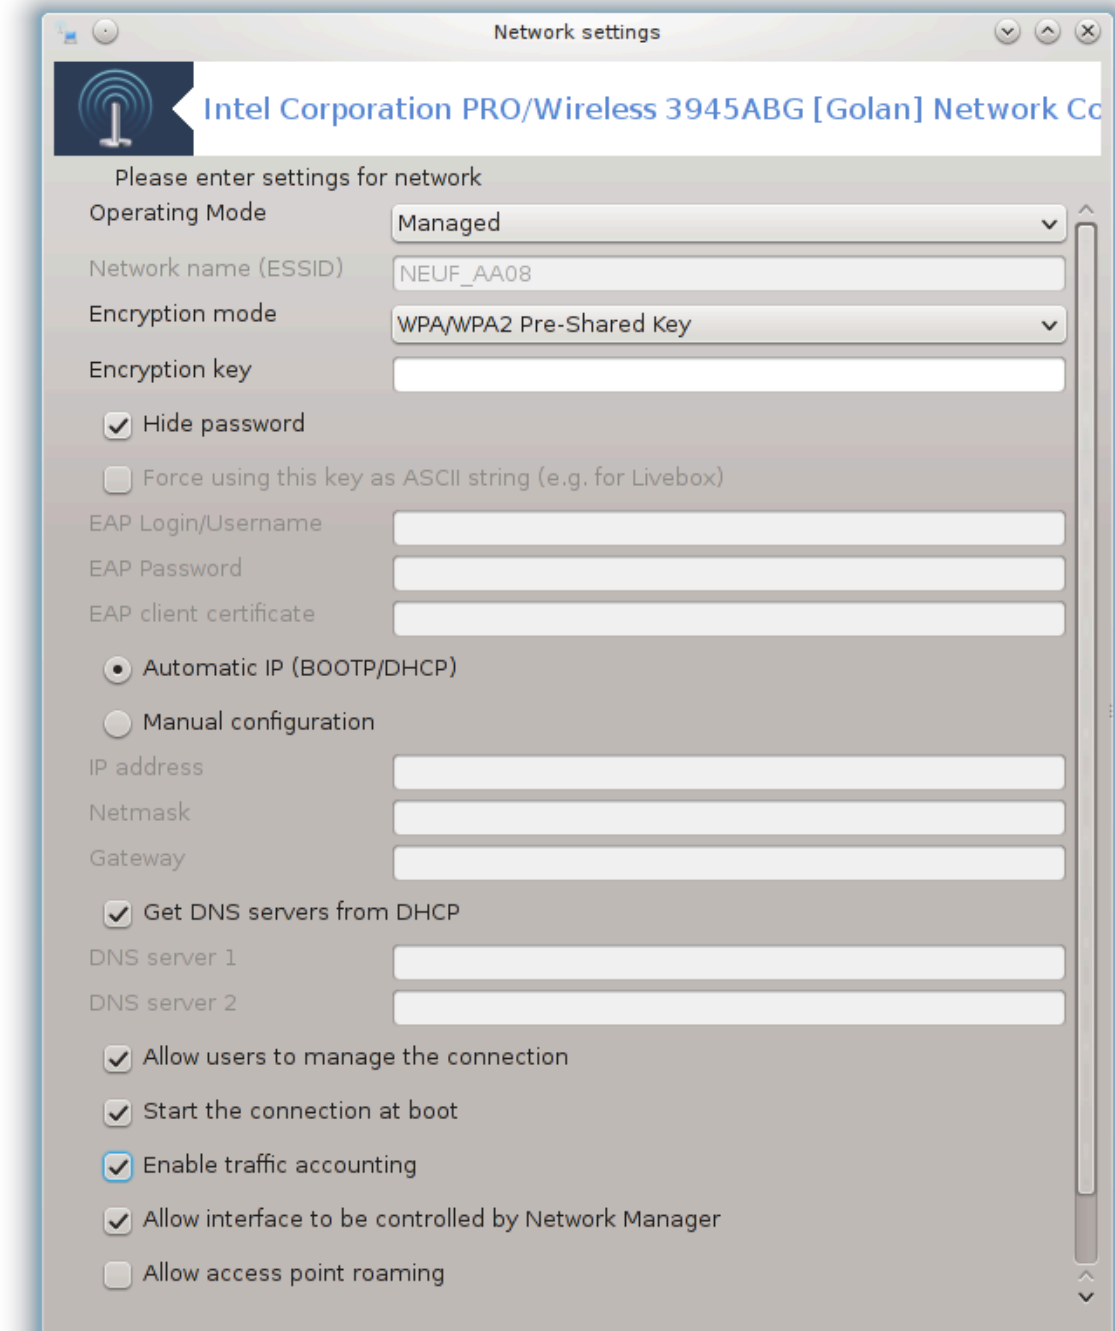 Network settings
Intel Corporation PRO/Wireless 3945ABG [Golan] Network Co
Please enter settings for network
Operating Mode
Managed
Network name (ESSID)
NEUF_AA08
Encryption mode
WPA/WPA2 Pre-Shared Key
Encryption key
Hide password
Force using this key as ASCII string (e.g. for Livebox)
EAP Login/Username
EAP Password
EAP client certificate
Automatic IP (BOOTP/DHCP)
Manual configuration
IP address
Netmask
Gateway
Get DNS servers from DHCP
DNS server 1
DNS server 2
Allow users to manage the connection
Start the connection at boot
Enable traffic accounting
Allow interface to be controlled by Network Manager
Allow access point roaming